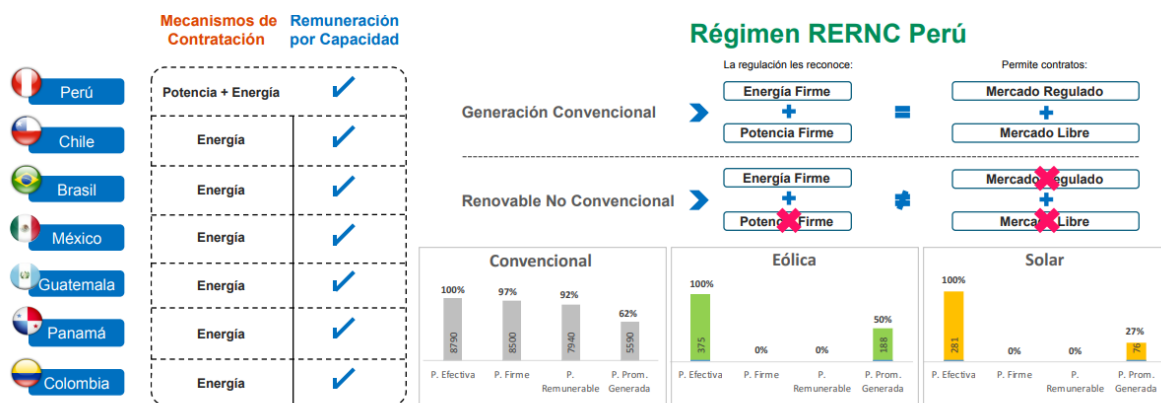 Mecanismos de Contratación
Remuneración por Capacidad
Perú
Potencia + Energía
Chile
Energía
Brasil
Energía
México
Energía
Guatemala
Energía
Panamá
Energía
Colombia
Energía
Régimen RERNC Perú
La regulación les reconoce:
Permite contratos:
Generación Convencional
Energía Firme
+
Potencia Firme
=
Mercado Regulado
+
Mercado Libre
Renovable No Convencional
Energía Firme
+
Potencia Firme
≠
Mercado Regulado
+
Mercado Libre
Convencional
100%
97%
92%
62%
8790
8500
7940
5590
P. Efectiva
P. Firme
P. Remunerable
P. Prom. Generada
Eólica
100%
0%
0%
50%
375
188
P. Efectiva
P. Firme
P. Remunerable
P. Prom. Generada
Solar
100%
0%
0%
27%
281
76
P. Efectiva
P. Firme
P. Remunerable
P. Prom. Generada